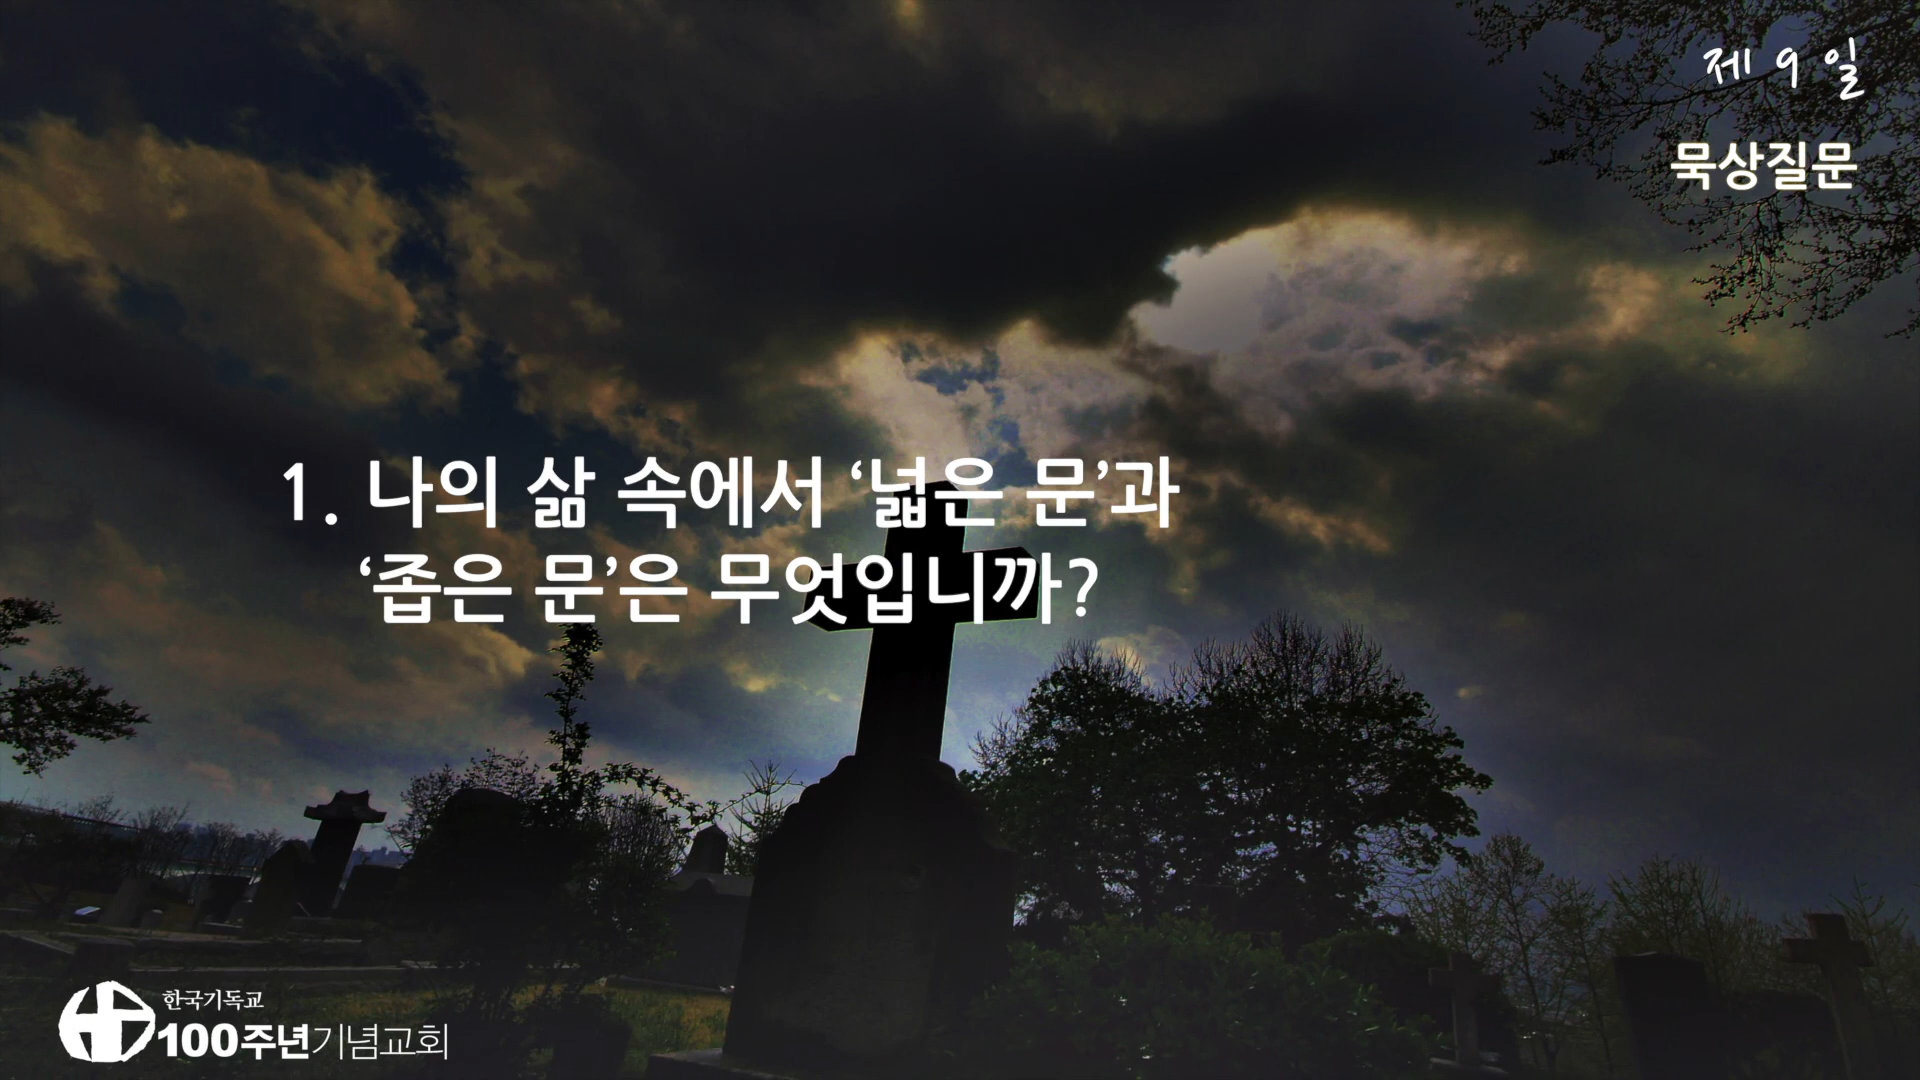 제 9 일
묵상질문
1. 나의 삶 속에서 ‘넓은 문’과
‘좁은 문’은 무엇입니까?
한국기독교
100주년기념교회